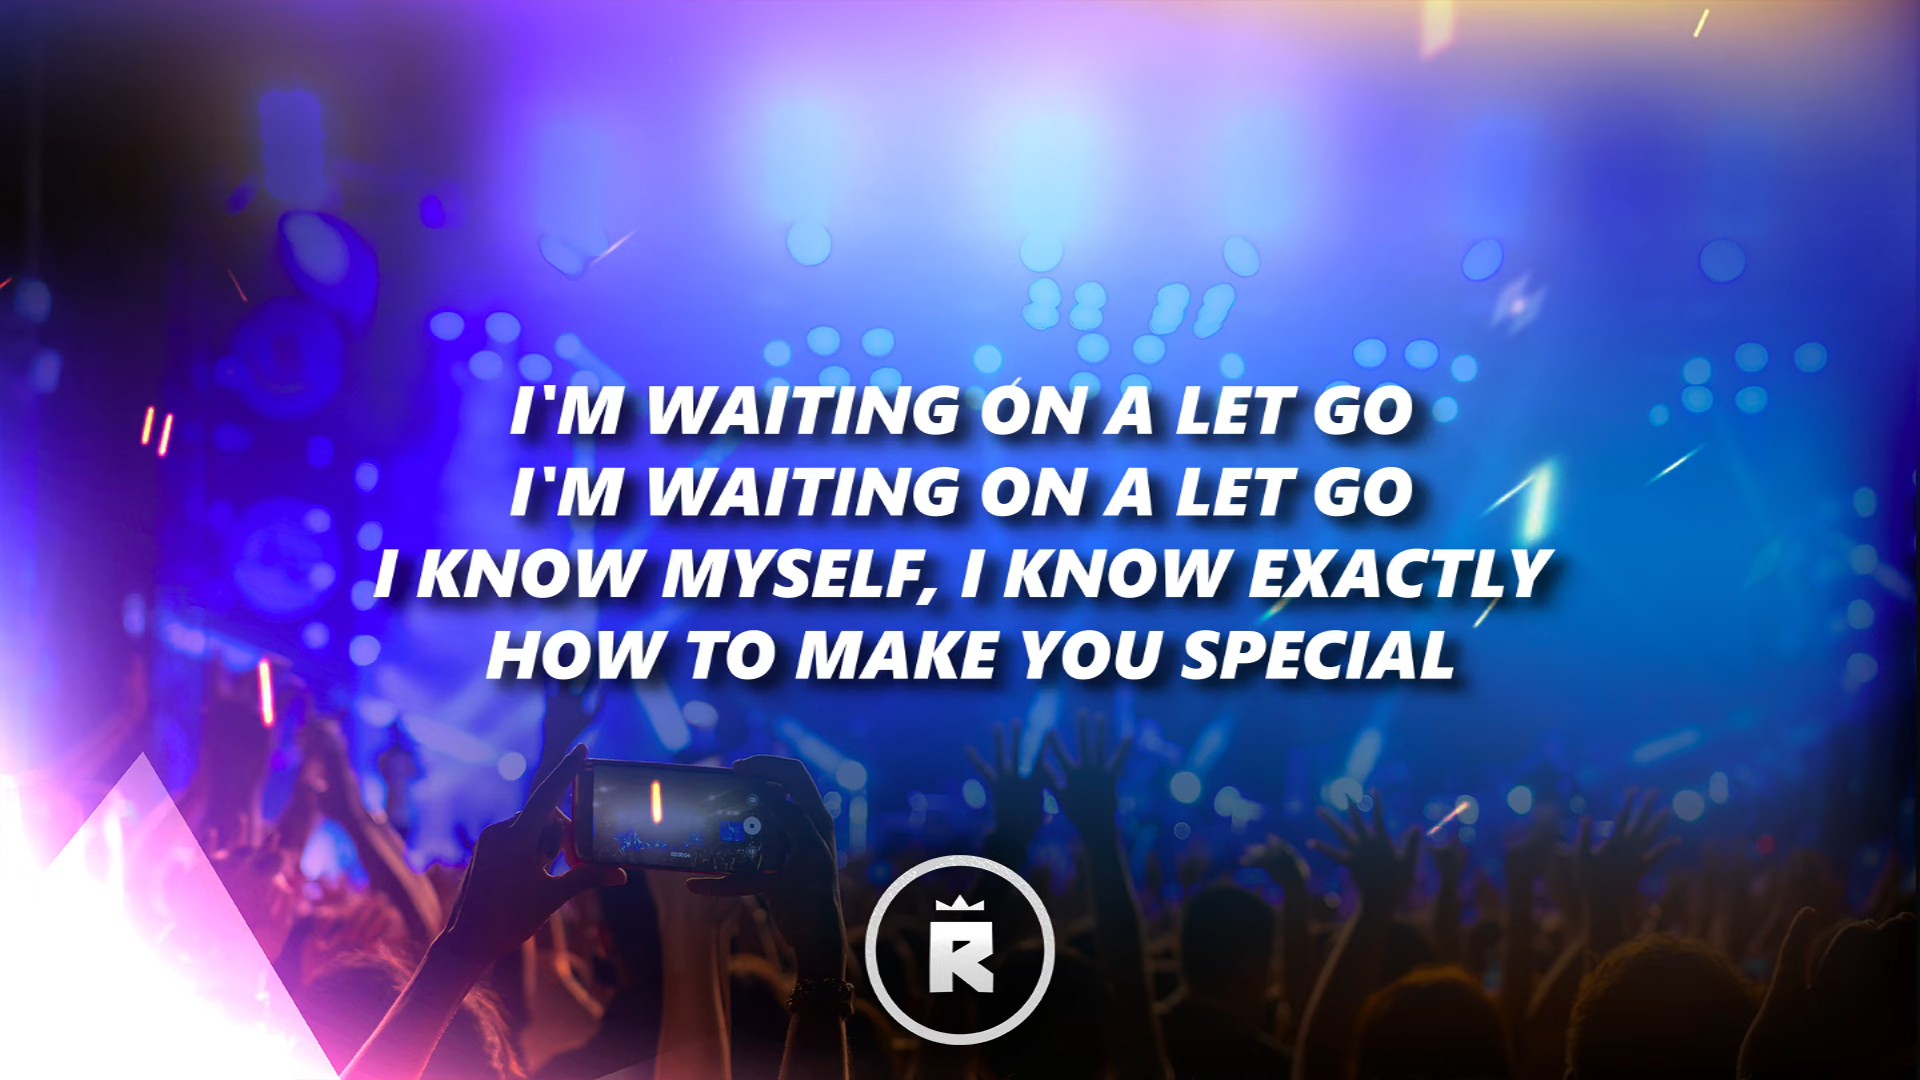 I'M WAITING ON A LET GO
I'M WAITING ON A LET GO
I KNOW MYSELF, I KNOW EXACTLY
HOW TO MAKE YOU SPECIAL
R